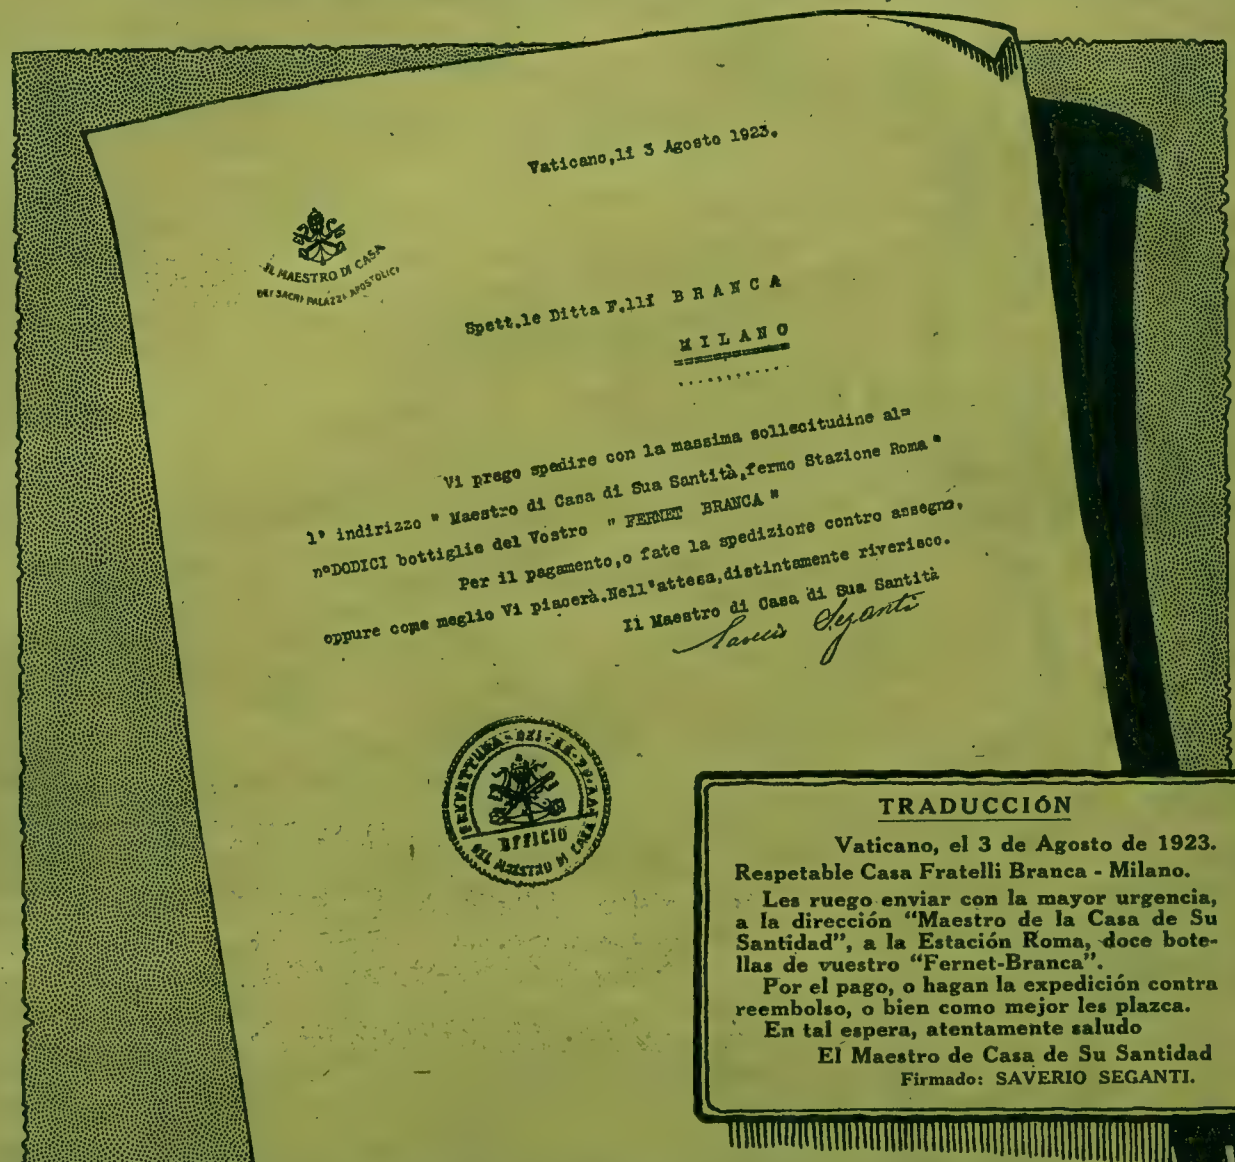 Vaticano,li 3 Agosto 1923.
IL MAESTRO DI CASA
DEI SACRI PALAZZI APOSTOLICI
Spett.le Ditta F.lli B R A N C A
M I L A N O
Vi prego spedire con la massima sollecitudine al=
l' indirizzo " Maestro di Casa di Sua Santità,fermo Stazione Roma "
n°DODICI bottiglie del Vostro " FERNET BRANCA "
Per il pagamento,o fate la spedizione contro assegno,
oppure come meglio Vi piacerà.Nell'attesa,distintamente riverisco.
Il Maestro di Casa di Sua Santità
Saverio Seganti
PREFETTURA DEI SS. PP. AA.
UFFICIO
DEL MAESTRO DI CASA
TRADUCCIÓN
Vaticano, el 3 de Agosto de 1923.
Respetable Casa Fratelli Branca - Milano.
Les ruego enviar con la mayor urgencia,
a la dirección “Maestro de la Casa de Su
Santidad”, a la Estación Roma, doce bote-
llas de vuestro “Fernet-Branca”.
Por el pago, o hagan la expedición contra
reembolso, o bien como mejor les plazca.
En tal espera, atentamente saludo
El Maestro de Casa de Su Santidad
Firmado: SAVERIO SEGANTI.